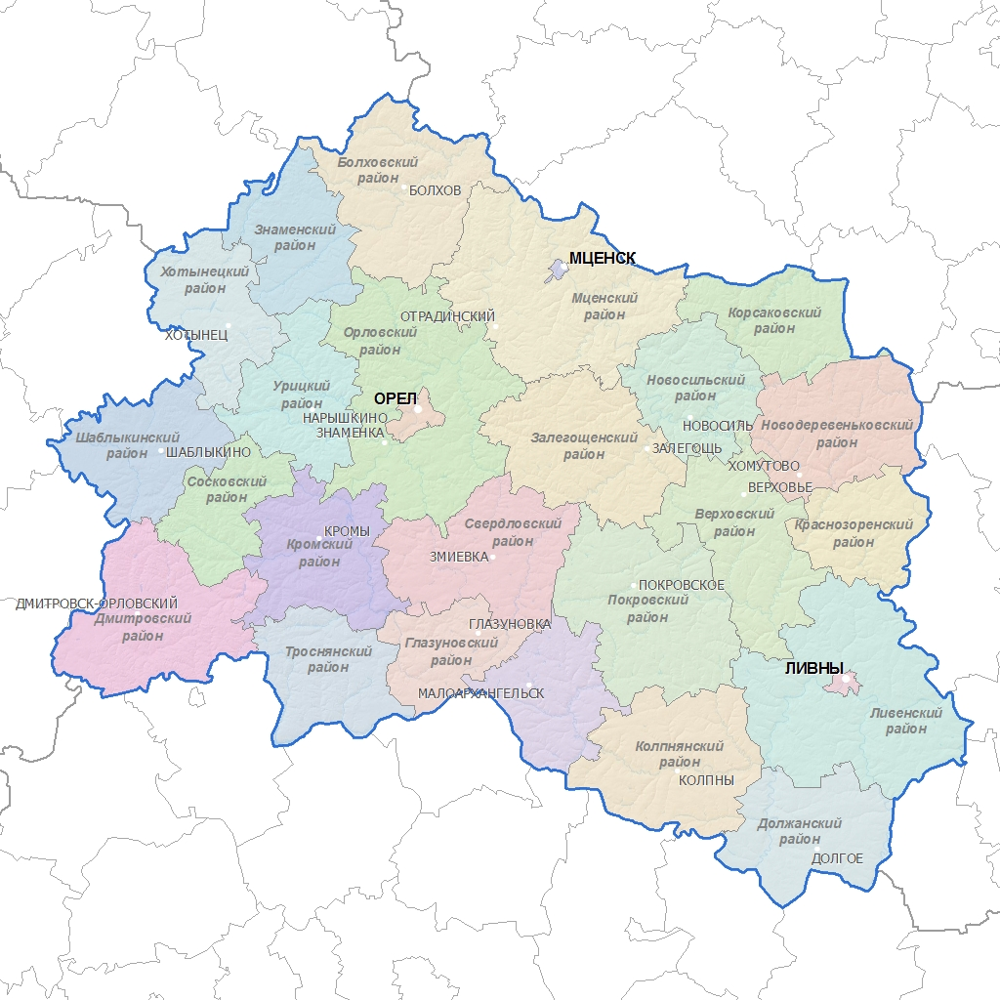 Болховский
район
БОЛХОВ
Знаменский
район
МЦЕНСК
Хотынецкий
район
Мценский
район
ОТРАДИНСКИЙ
Корсаковский
район
ХОТЫНЕЦ
Орловский
район
Урицкий
район
Новосильский
район
ОРЕЛ
НАРЫШКИНО
ЗНАМЕНКА
НОВОСИЛЬ
Новодеревеньковский
район
Шаблыкинский
район
ШАБЛЫКИНО
Залегощенский
район
ЗАЛЕГОЩЬ
ХОМУТОВО
ВЕРХОВЬЕ
Сосковский
район
Верховский
район
Краснозоренский
район
КРОМЫ
Кромский
район
Свердловский
район
ЗМИЕВКА
ПОКРОВСКОЕ
Покровский
район
ДМИТРОВСК-ОРЛОВСКИЙ
Дмитровский
район
ГЛАЗУНОВКА
Глазуновский
район
Троснянский
район
ЛИВНЫ
МАЛОАРХАНГЕЛЬСК
Ливенский
район
Колпнянский
район
КОЛПНЫ
Должанский
район
ДОЛГОЕ